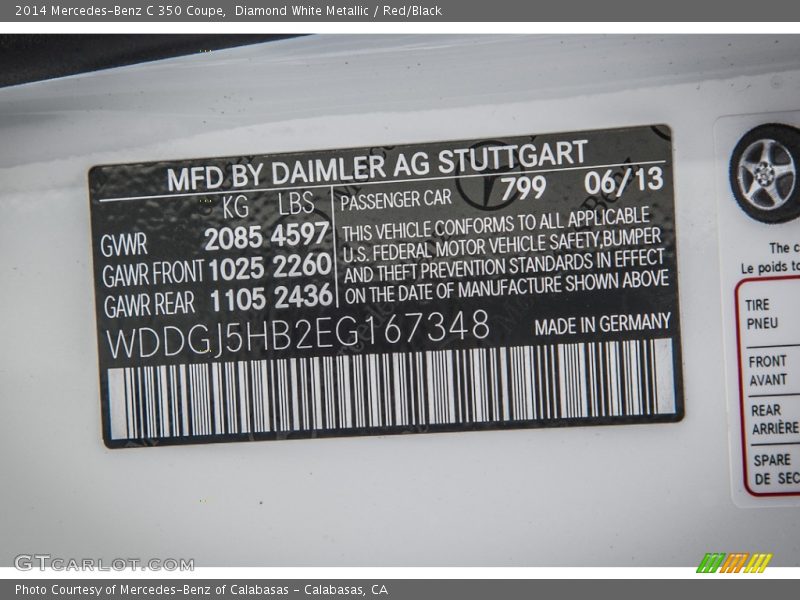 2014 Mercedes-Benz C 350 Coupe,  Diamond White Metallic / Red/Black
MFD BY DAIMLER AG STUTTGART
KG LBS PASSENGER CAR 799 06/13
GVWR 2085 4597
GAWR FRONT 1025 2260
GAWR REAR 1105 2436
THIS VEHICLE CONFORMS TO ALL APPLICABLE
U.S. FEDERAL MOTOR VEHICLE SAFETY,BUMPER
AND THEFT PREVENTION STANDARDS IN EFFECT
ON THE DATE OF MANUFACTURE SHOWN ABOVE
WDDGJ5HB2EG167348 MADE IN GERMANY
The c
Le poids to
TIRE
PNEU
FRONT
AVANT
REAR
ARRIÈRE
SPARE
DE SEC
GTCARLOT.COM
Photo Courtesy of Mercedes-Benz of Calabasas - Calabasas, CA